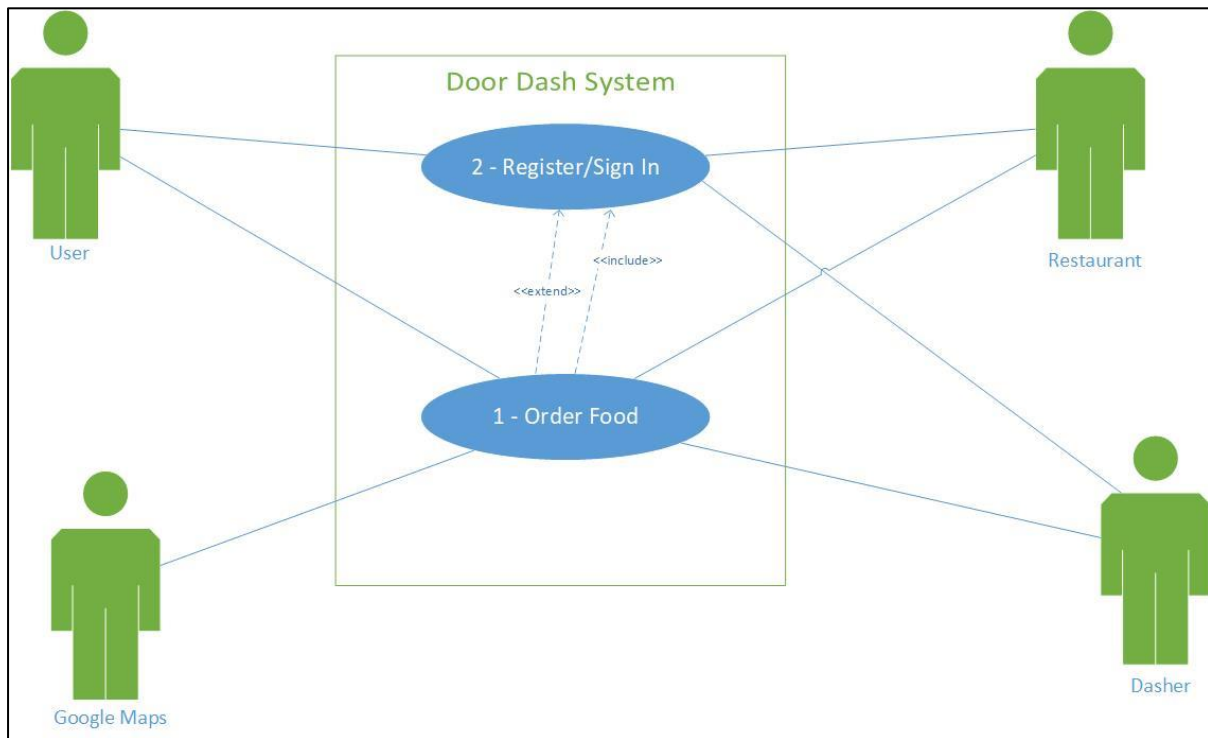 Door Dash System
2 - Register/Sign In
User
Restaurant
<<include>>
<<extend>>
1 - Order Food
Google Maps
Dasher